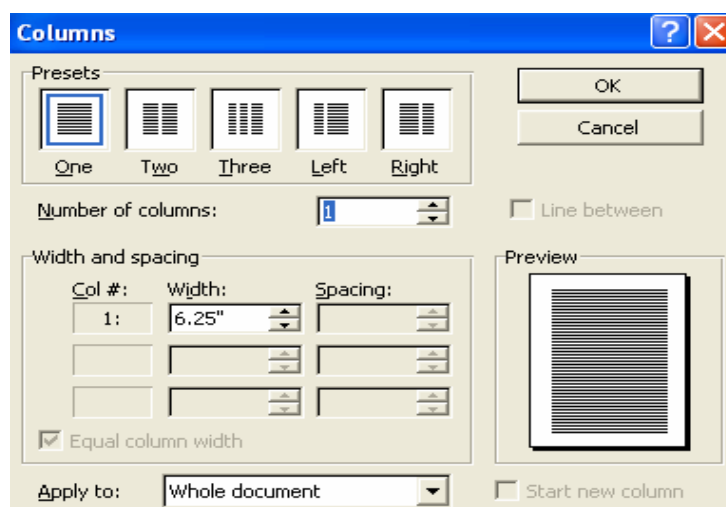 Columns
Presets
One Two Three Left Right
OK
Cancel
Number of columns: 1
Line between
Width and spacing
Col #: Width: Spacing:
1: 6.25"
Equal column width
Preview
Apply to: Whole document
Start new column